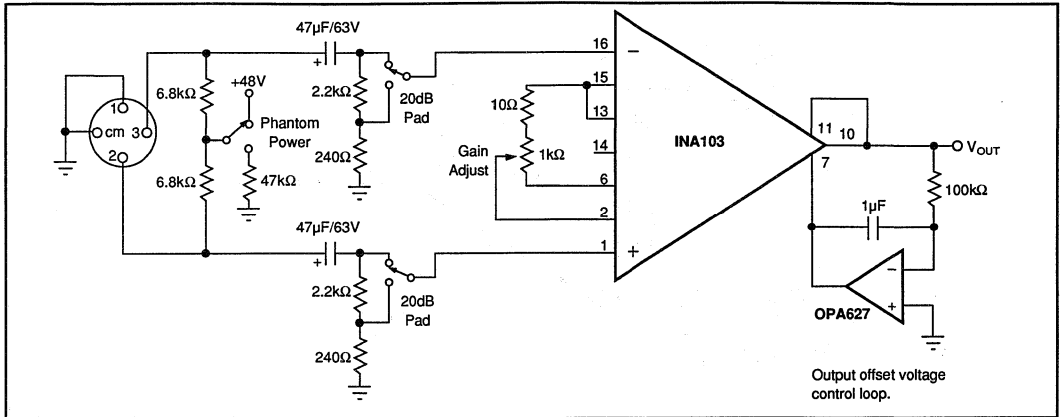 47µF/63V
+48V
6.8kΩ
2.2kΩ
20dB
Pad
1
cm
3
2
Phantom
Power
6.8kΩ
47kΩ
240Ω
16
−
15
10Ω
13
14
Gain
Adjust
1kΩ
6
2
INA103
11
10
7
VOUT
100kΩ
1µF
47µF/63V
1
+
2.2kΩ
20dB
Pad
240Ω
−
+
OPA627
+
+
Output offset voltage
control loop.